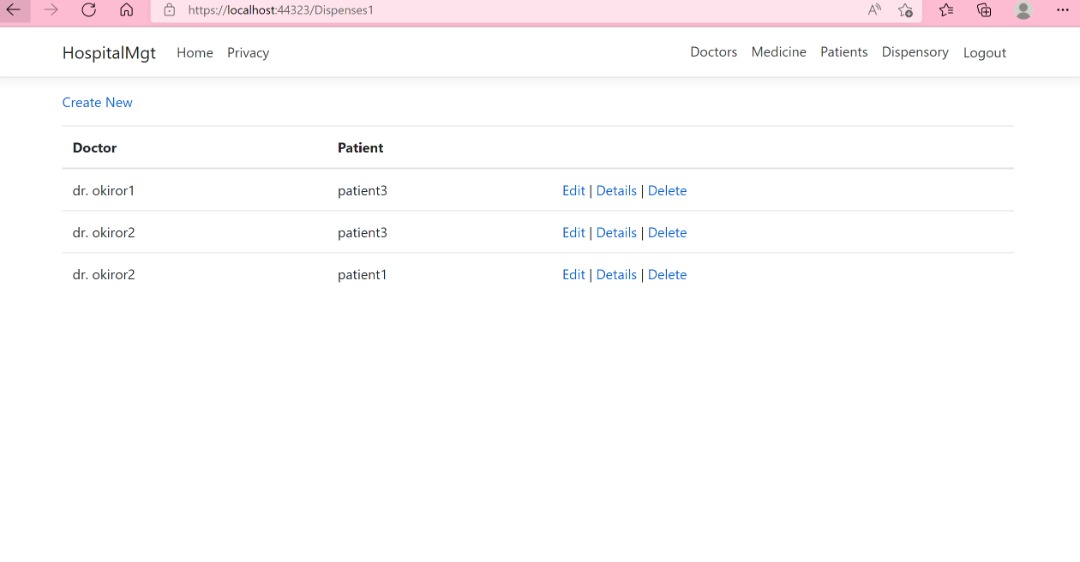 https://localhost:44323/Dispenses1
HospitalMgt Home Privacy Doctors Medicine Patients Dispensory Logout
Create New
Doctor Patient
dr. okiror1 patient3 Edit | Details | Delete
dr. okiror2 patient3 Edit | Details | Delete
dr. okiror2 patient1 Edit | Details | Delete